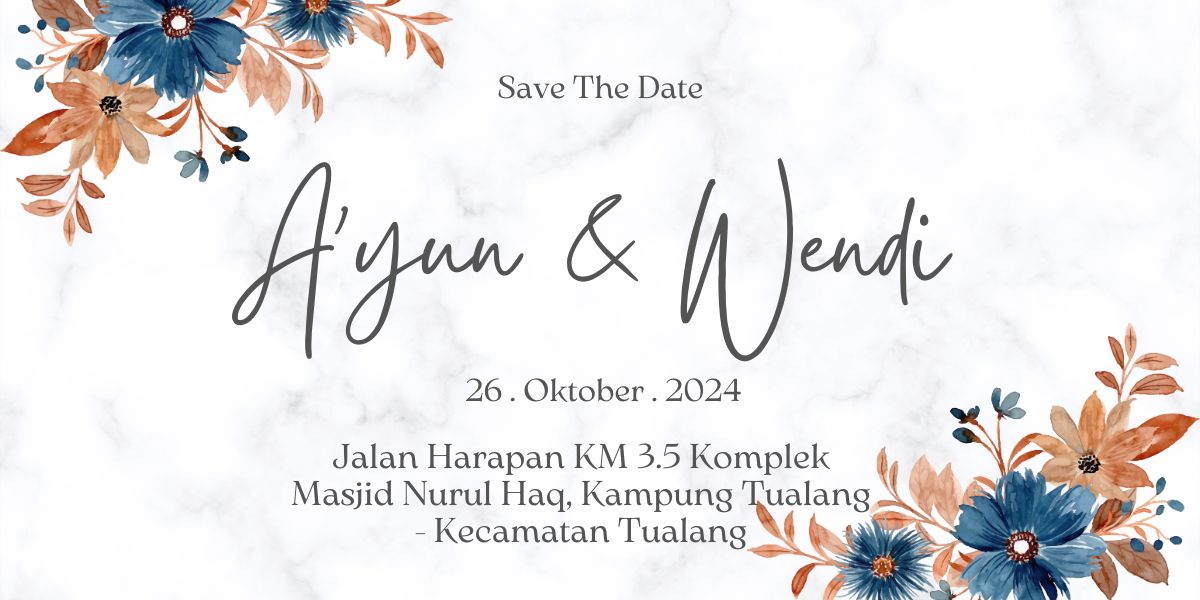 Save The Date
A'yun & Wendi
26 . Oktober . 2024
Jalan Harapan KM 3.5 Komplek
Masjid Nurul Haq, Kampung Tualang
- Kecamatan Tualang